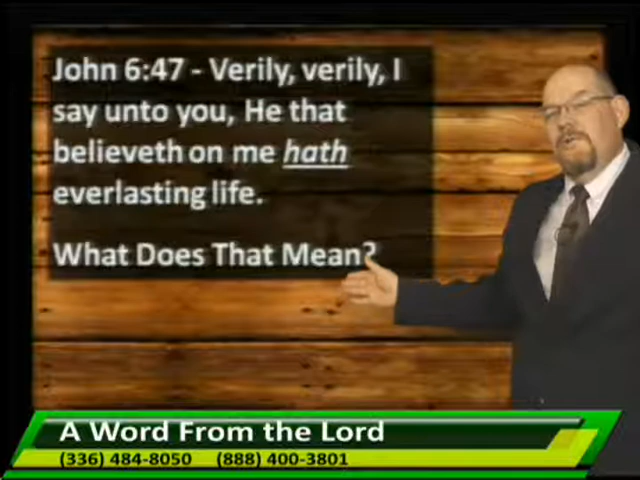 John 6:47 - Verily, verily, I
say unto you, He that
believeth on me hath
everlasting life.
What Does That Mean?
A Word From the Lord
(336) 484-8050 (888) 400-3801